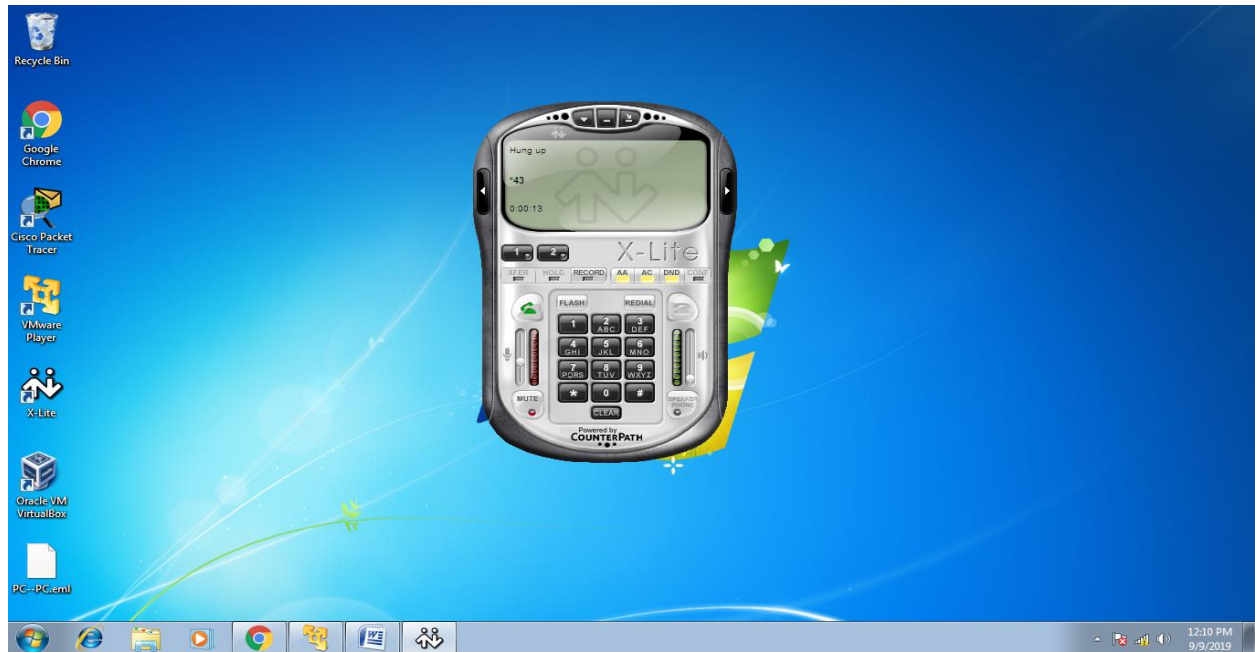 Recycle Bin
Google
Chrome
Cisco Packet
Tracer
VMware
Player
X-Lite
Oracle VM
VirtualBox
PC--PC.eml
Hung up
*43
0:00:13
1 2
X-Lite
XFER HOLD RECORD AA AC DND CONF
FLASH REDIAL
1 2 3
ABC DEF
4 5 6
GHI JKL MNO
7 8 9
PQRS TUV WXYZ
* 0 #
MUTE
SPEAKER
PHONE
CLEAR
Powered by
COUNTERPATH
W
12:10 PM
9/9/2019